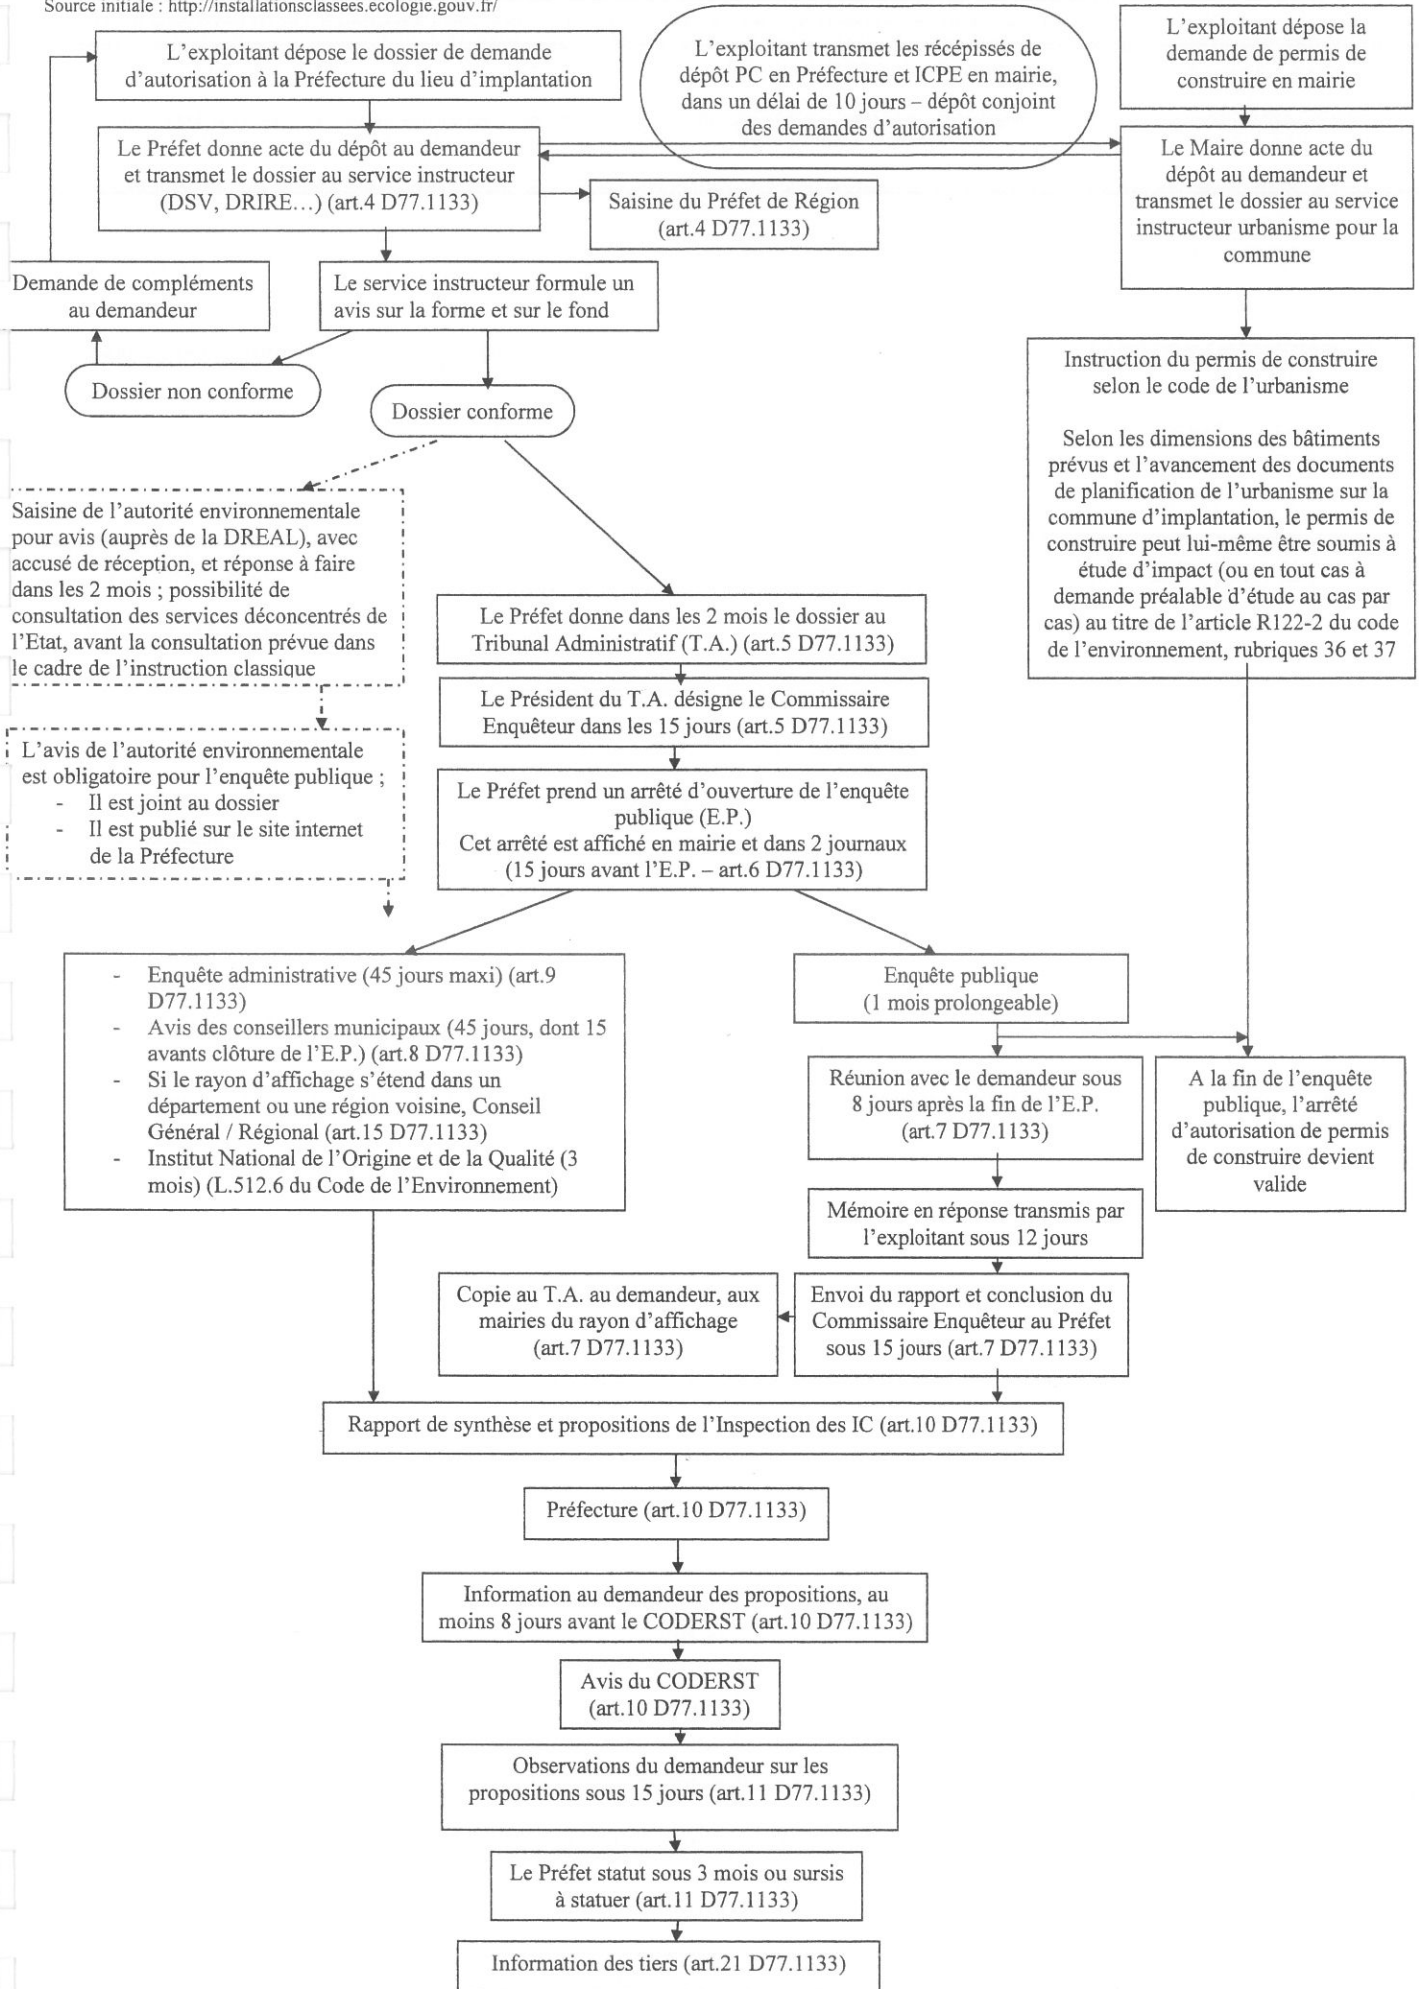 Source initiale : http://installationsclassees.ecologie.gouv.fr/
L'exploitant dépose le dossier de demande
d'autorisation à la Préfecture du lieu d'implantation
L'exploitant transmet les récépissés de
dépôt PC en Préfecture et ICPE en mairie,
dans un délai de 10 jours – dépôt conjoint
des demandes d'autorisation
L'exploitant dépose la
demande de permis de
construire en mairie
Le Préfet donne acte du dépôt au demandeur
et transmet le dossier au service instructeur
(DSV, DRIRE…) (art.4 D77.1133)
Saisine du Préfet de Région
(art.4 D77.1133)
Le Maire donne acte du
dépôt au demandeur et
transmet le dossier au service
instructeur urbanisme pour la
commune
Demande de compléments
au demandeur
Le service instructeur formule un
avis sur la forme et sur le fond
Dossier non conforme
Dossier conforme
Instruction du permis de construire
selon le code de l'urbanisme
Selon les dimensions des bâtiments
prévus et l'avancement des documents
de planification de l'urbanisme sur la
commune d'implantation, le permis de
construire peut lui-même être soumis à
étude d'impact (ou en tout cas à
demande préalable d'étude au cas par
cas) au titre de l'article R122-2 du code
de l'environnement, rubriques 36 et 37
Saisine de l'autorité environnementale
pour avis (auprès de la DREAL), avec
accusé de réception, et réponse à faire
dans les 2 mois ; possibilité de
consultation des services déconcentrés de
l'Etat, avant la consultation prévue dans
le cadre de l'instruction classique
Le Préfet donne dans les 2 mois le dossier au
Tribunal Administratif (T.A.) (art.5 D77.1133)
Le Président du T.A. désigne le Commissaire
Enquêteur dans les 15 jours (art.5 D77.1133)
L'avis de l'autorité environnementale
est obligatoire pour l'enquête publique ;
- Il est joint au dossier
- Il est publié sur le site internet
de la Préfecture
Le Préfet prend un arrêté d'ouverture de l'enquête
publique (E.P.)
Cet arrêté est affiché en mairie et dans 2 journaux
(15 jours avant l'E.P. – art.6 D77.1133)
- Enquête administrative (45 jours maxi) (art.9
D77.1133)
- Avis des conseillers municipaux (45 jours, dont 15
avants clôture de l'E.P.) (art.8 D77.1133)
- Si le rayon d'affichage s'étend dans un
département ou une région voisine, Conseil
Général / Régional (art.15 D77.1133)
- Institut National de l'Origine et de la Qualité (3
mois) (L.512.6 du Code de l'Environnement)
Enquête publique
(1 mois prolongeable)
Réunion avec le demandeur sous
8 jours après la fin de l'E.P.
(art.7 D77.1133)
A la fin de l'enquête
publique, l'arrêté
d'autorisation de permis
de construire devient
valide
Mémoire en réponse transmis par
l'exploitant sous 12 jours
Copie au T.A. au demandeur, aux
mairies du rayon d'affichage
(art.7 D77.1133)
Envoi du rapport et conclusion du
Commissaire Enquêteur au Préfet
sous 15 jours (art.7 D77.1133)
Rapport de synthèse et propositions de l'Inspection des IC (art.10 D77.1133)
Préfecture (art.10 D77.1133)
Information au demandeur des propositions, au
moins 8 jours avant le CODERST (art.10 D77.1133)
Avis du CODERST
(art.10 D77.1133)
Observations du demandeur sur les
propositions sous 15 jours (art.11 D77.1133)
Le Préfet statut sous 3 mois ou sursis
à statuer (art.11 D77.1133)
Information des tiers (art.21 D77.1133)